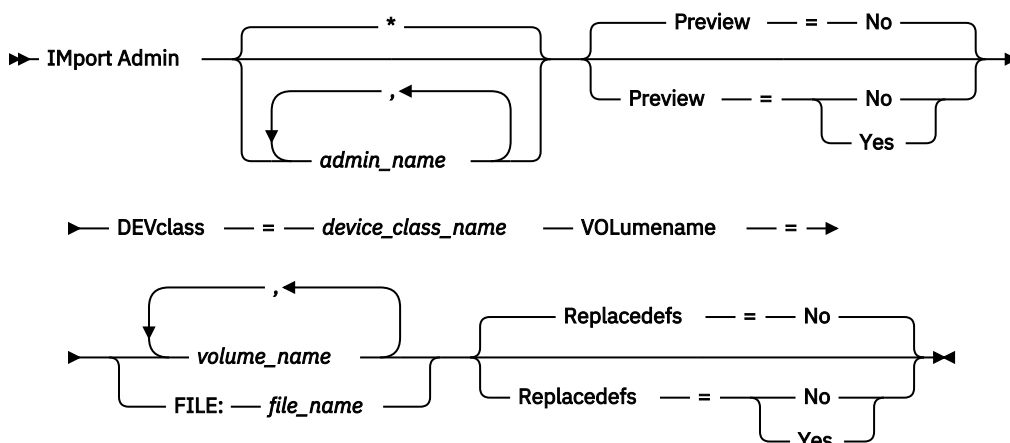 *
Preview = No
IMport Admin
,
admin_name
Preview = No
Yes
DEVclass = device_class_name VOLumename =
,
volume_name
FILE: file_name
Replacedefs = No
Replacedefs = No
Yes